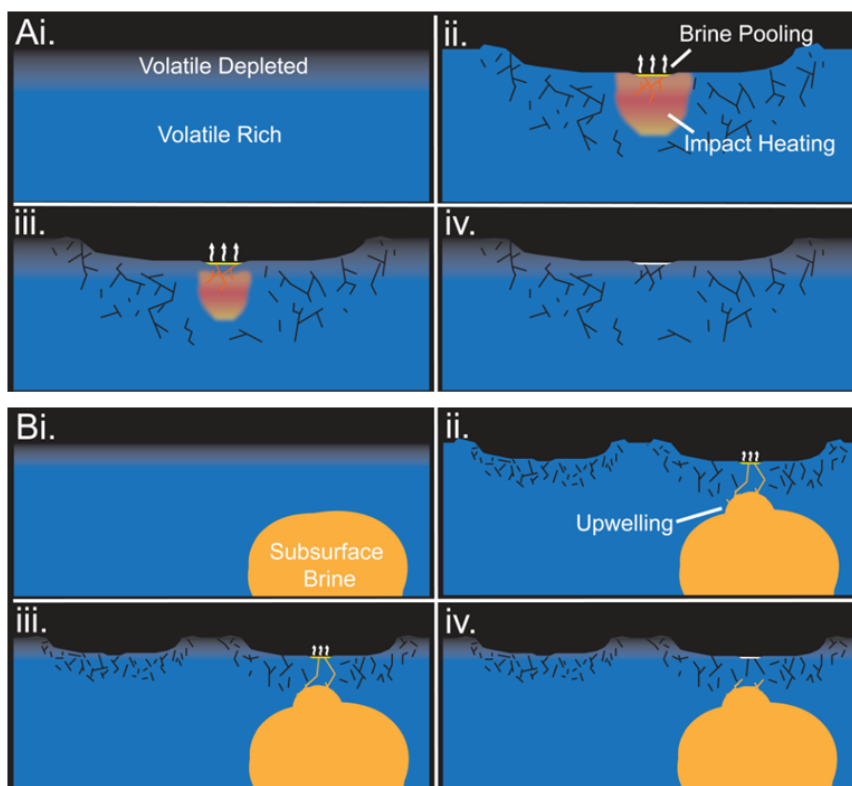 Ai.
Volatile Depleted
Volatile Rich
ii.
Brine Pooling
Impact Heating
iii.
iv.
Bi.
Subsurface
Brine
ii.
Upwelling
iii.
iv.